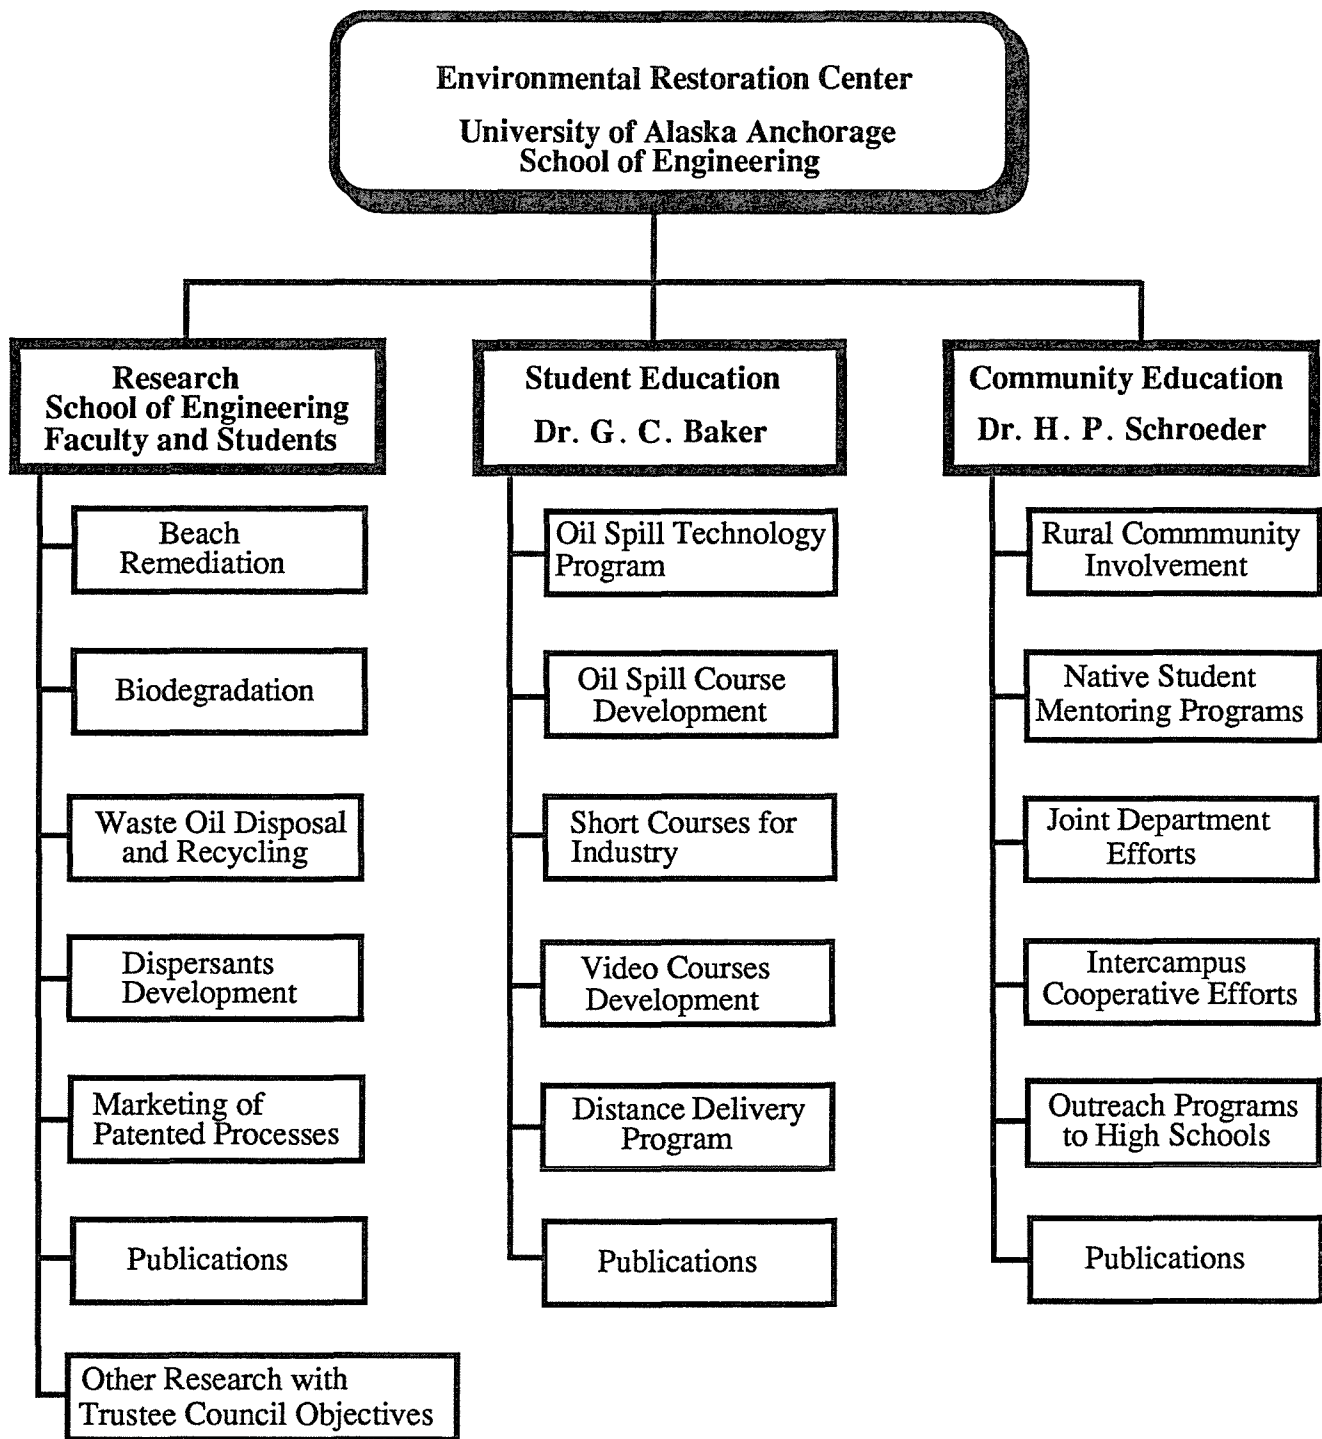 Environmental Restoration Center
University of Alaska Anchorage
School of Engineering
Research
School of Engineering
Faculty and Students
Beach
Remediation
Biodegradation
Waste Oil Disposal
and Recycling
Dispersants
Development
Marketing of
Patented Processes
Publications
Other Research with
Trustee Council Objectives
Student Education
Dr. G. C. Baker
Oil Spill Technology
Program
Oil Spill Course
Development
Short Courses for
Industry
Video Courses
Development
Distance Delivery
Program
Publications
Community Education
Dr. H. P. Schroeder
Rural Commmunity
Involvement
Native Student
Mentoring Programs
Joint Department
Efforts
Intercampus
Cooperative Efforts
Outreach Programs
to High Schools
Publications